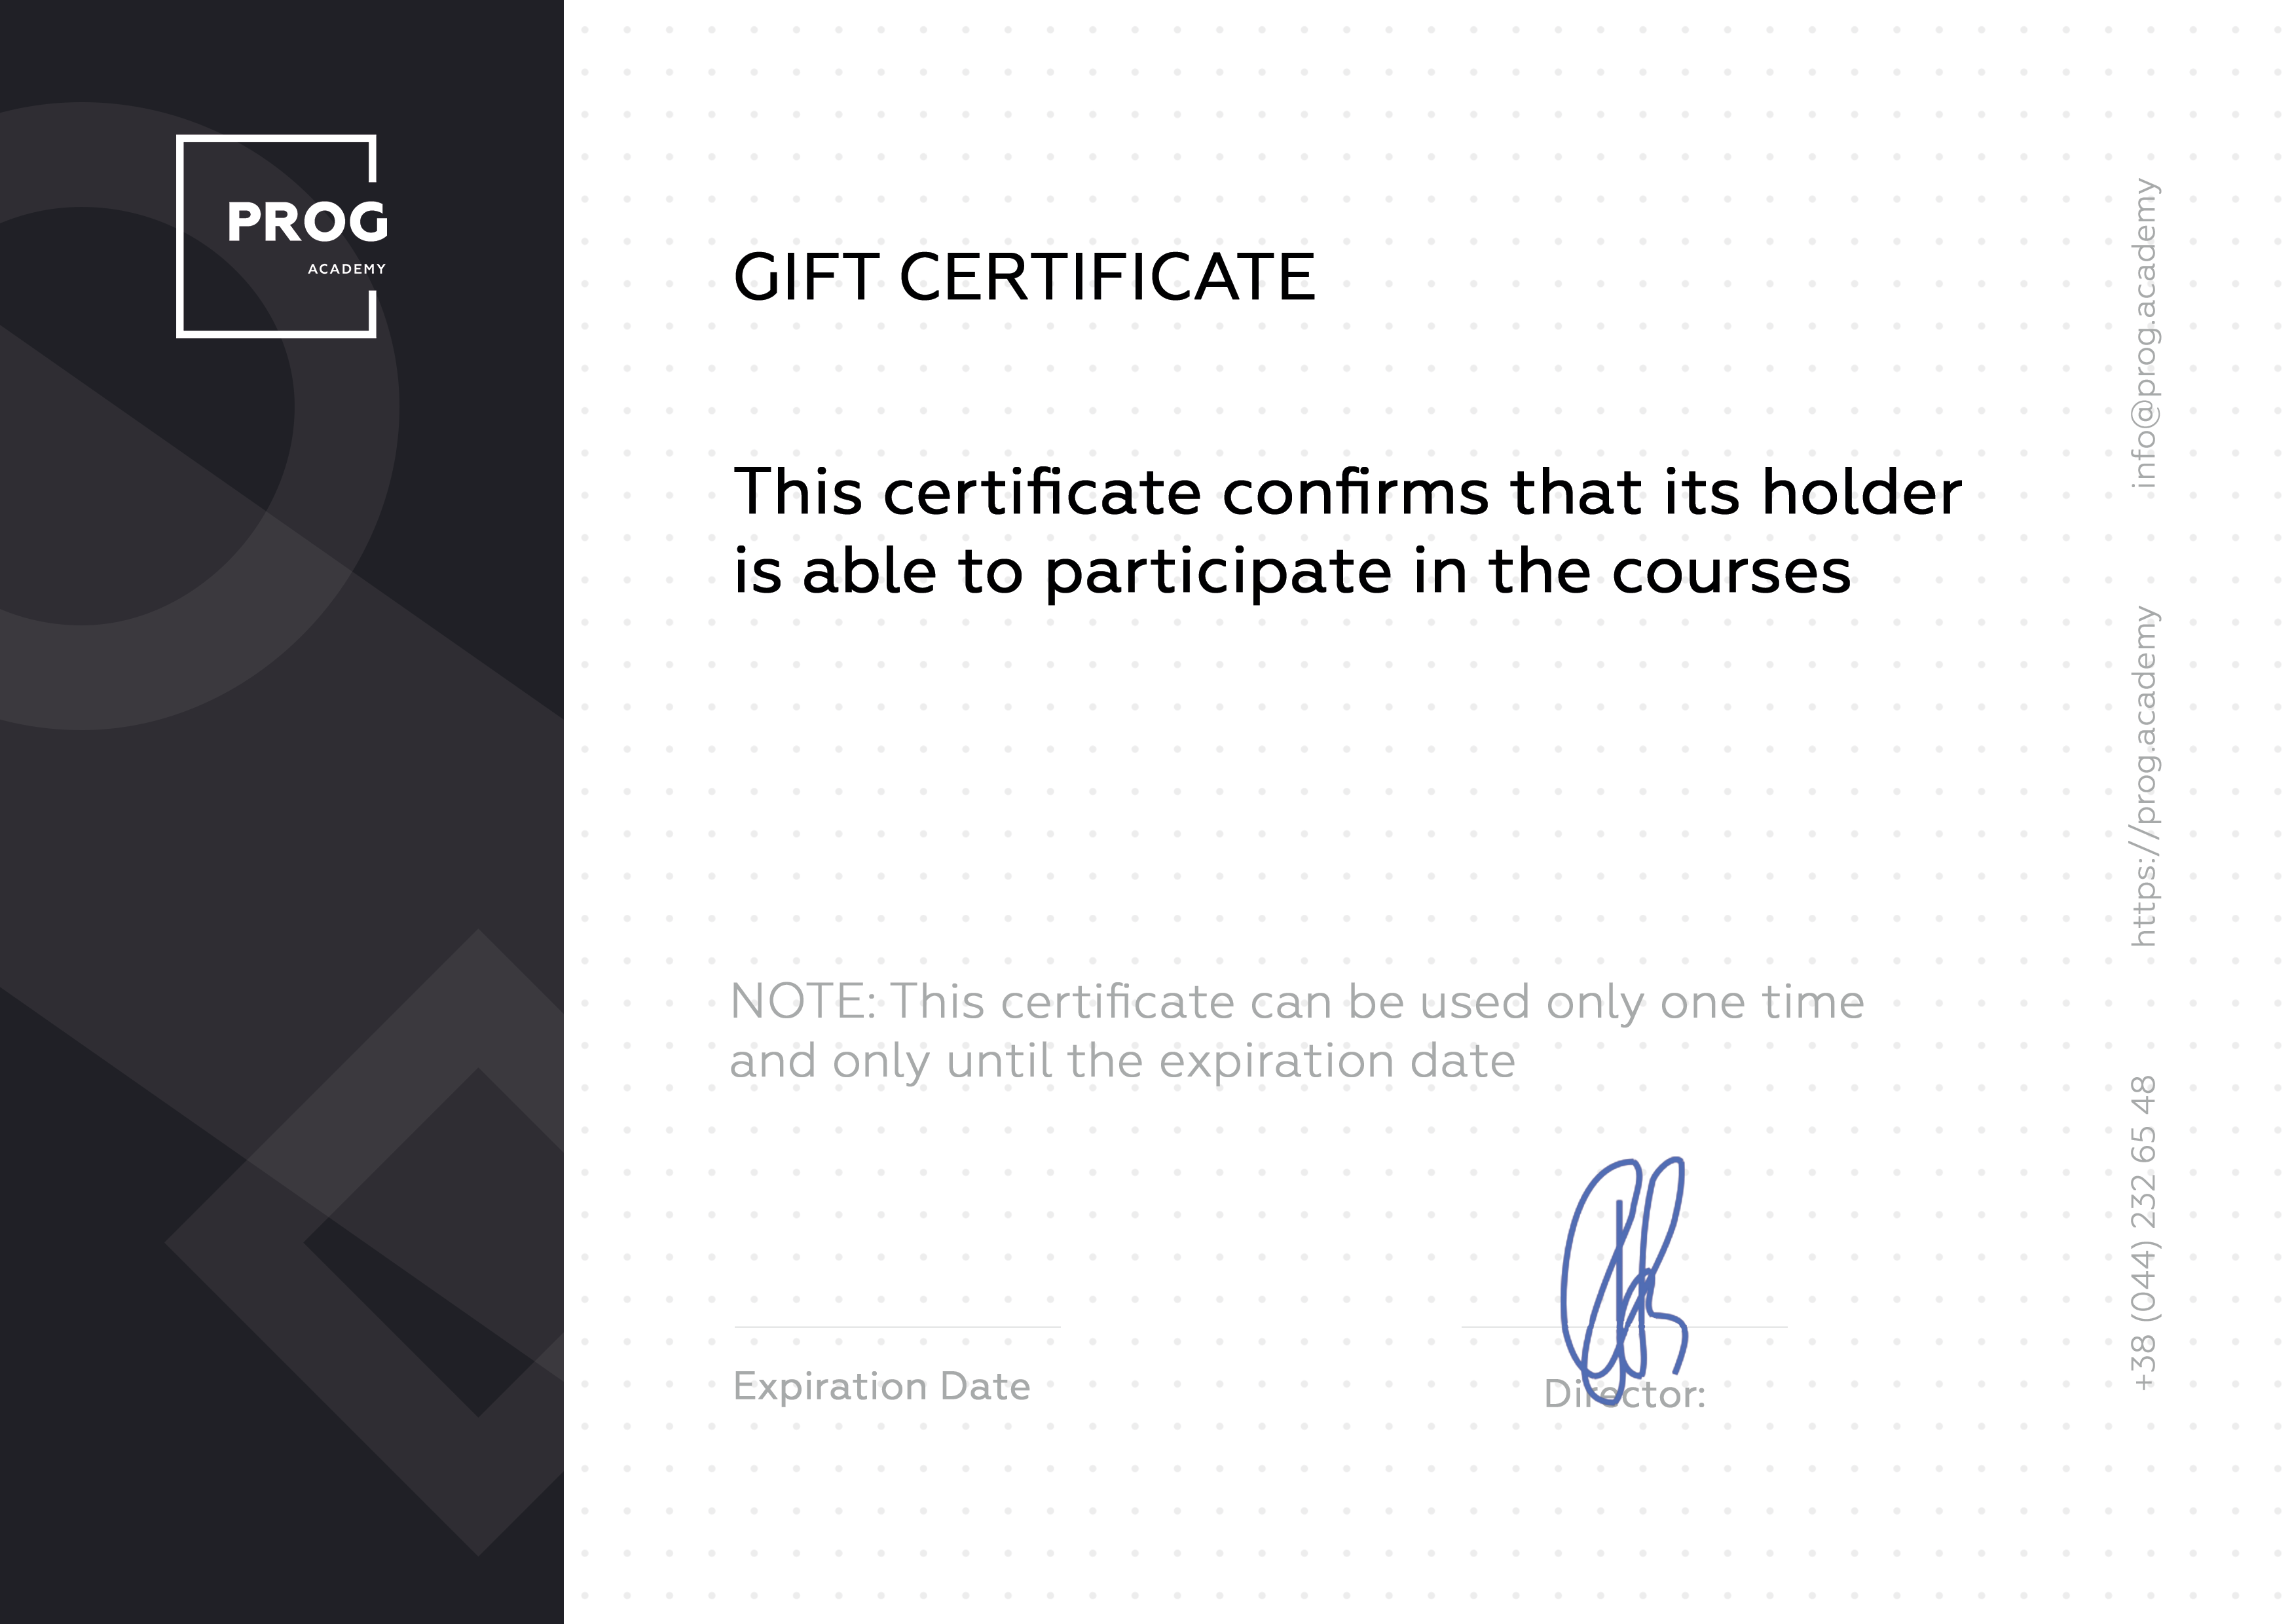 PROG
ACADEMY
GIFT CERTIFICATE
This certificate confirms that its holder
is able to participate in the courses
NOTE: This certificate can be used only one time
and only until the expiration date
Expiration Date
Director:
info@prog.academy
https://prog.academy
+38 (044) 232 65 48